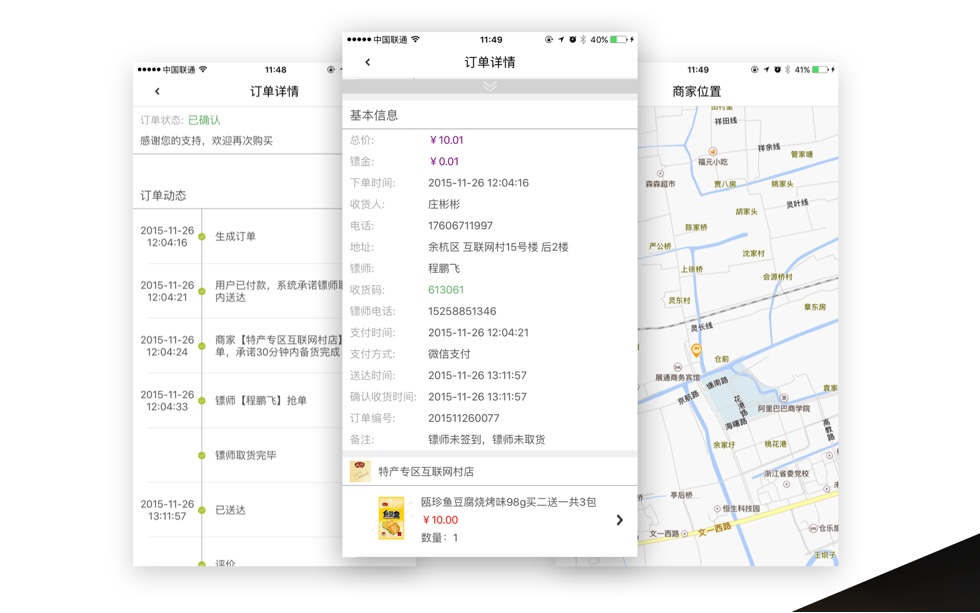 中国联通
11:48
订单详情
订单状态: 已确认
感谢您的支持，欢迎再次购买
订单动态
2015-11-26
12:04:16
生成订单
2015-11-26
12:04:21
用户已付款，系统承诺镖师
内送达
2015-11-26
12:04:24
商家【特产专区互联网村店】
单，承诺30分钟内备货完成
2015-11-26
12:04:33
镖师【程鹏飞】抢单
镖师取货完毕
2015-11-26
13:11:57
已送达
评价
中国联通
11:49
40%
订单详情
基本信息
总价: ￥10.01
镖金: ￥0.01
下单时间: 2015-11-26 12:04:16
收货人: 庄彬彬
电话: 17606711997
地址: 余杭区 互联网村15号楼 后2楼
镖师: 程鹏飞
收货码: 613061
镖师电话: 15258851346
支付时间: 2015-11-26 12:04:21
支付方式: 微信支付
送达时间: 2015-11-26 13:11:57
确认收货时间: 2015-11-26 13:11:57
订单编号: 201511260077
备注: 镖师未签到，镖师未取货
特产专区互联网村店
瓯珍鱼豆腐烧烤味98g买二送一共3包
￥10.00
数量：1
11:49
41%
商家位置
祥田线
祥余线
福元小吃
管家塘
森森超市
贾八房
姚家头
灵叶线
胡家头
陈家桥
严公桥
沈家村
上徐桥
会源桥村
灵东村
章东房
灵长线
仓前
展通商务宾馆
塘南路
袁家
京航路
花港路
阿里巴巴商学院
海曙路
高教路
余家圩
桃花港
浙江省委党校
亭后桥
恒生科技园
文一西路
文一西路
仓乐旅
王坝子